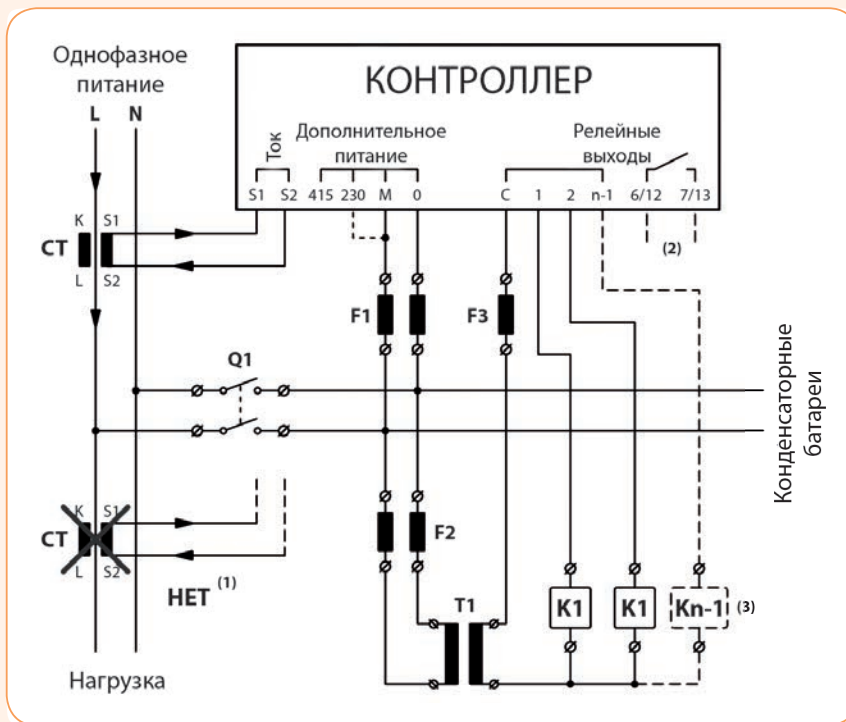 Однофазное
питание
L N
КОНТРОЛЛЕР
Ток
Дополнительное
питание
Релейные
выходы
S1 S2 415 230 M 0 C 1 2 n-1 6/12 7/13
K S1
CT
L S2
(2)
F1
F3
Q1
Конденсаторные
батареи
K S1
CT
L S2
НЕТ (1)
F2
T1
K1 K1 Kn-1 (3)
Нагрузка